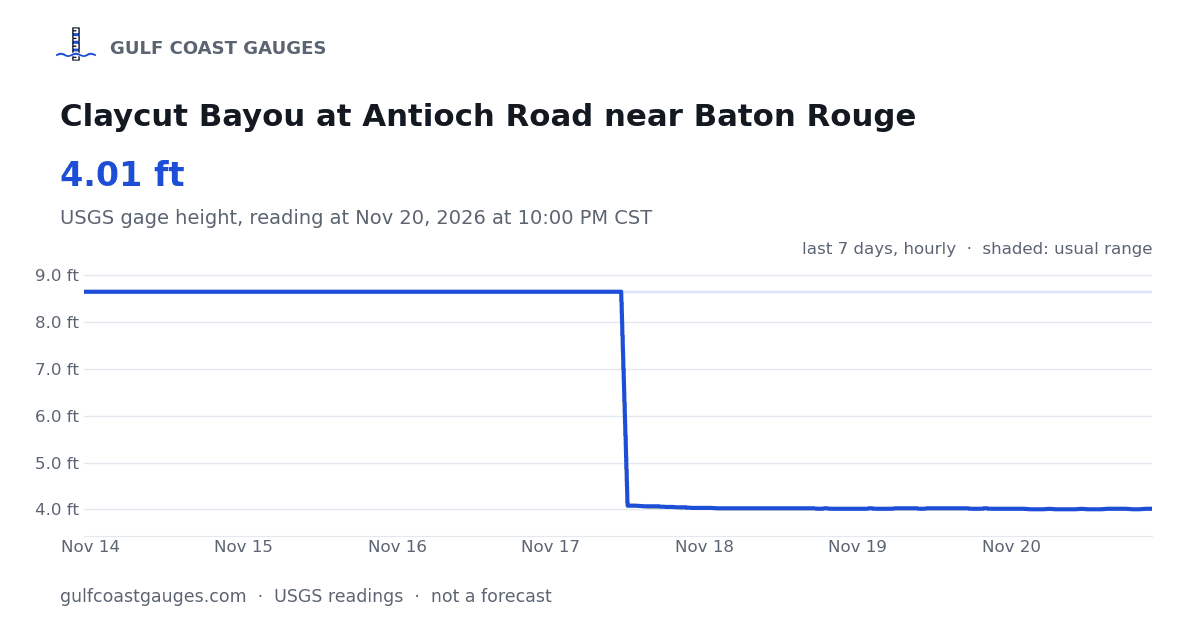 GULF COAST GAUGES
Claycut Bayou at Antioch Road near Baton Rouge
4.01 ft
USGS gage height, reading at Nov 20, 2026 at 10:00 PM CST
last 7 days, hourly · shaded: usual range
9.0 ft
8.0 ft
7.0 ft
6.0 ft
5.0 ft
4.0 ft
Nov 14 Nov 15 Nov 16 Nov 17 Nov 18 Nov 19 Nov 20
gulfcoastgauges.com · USGS readings · not a forecast